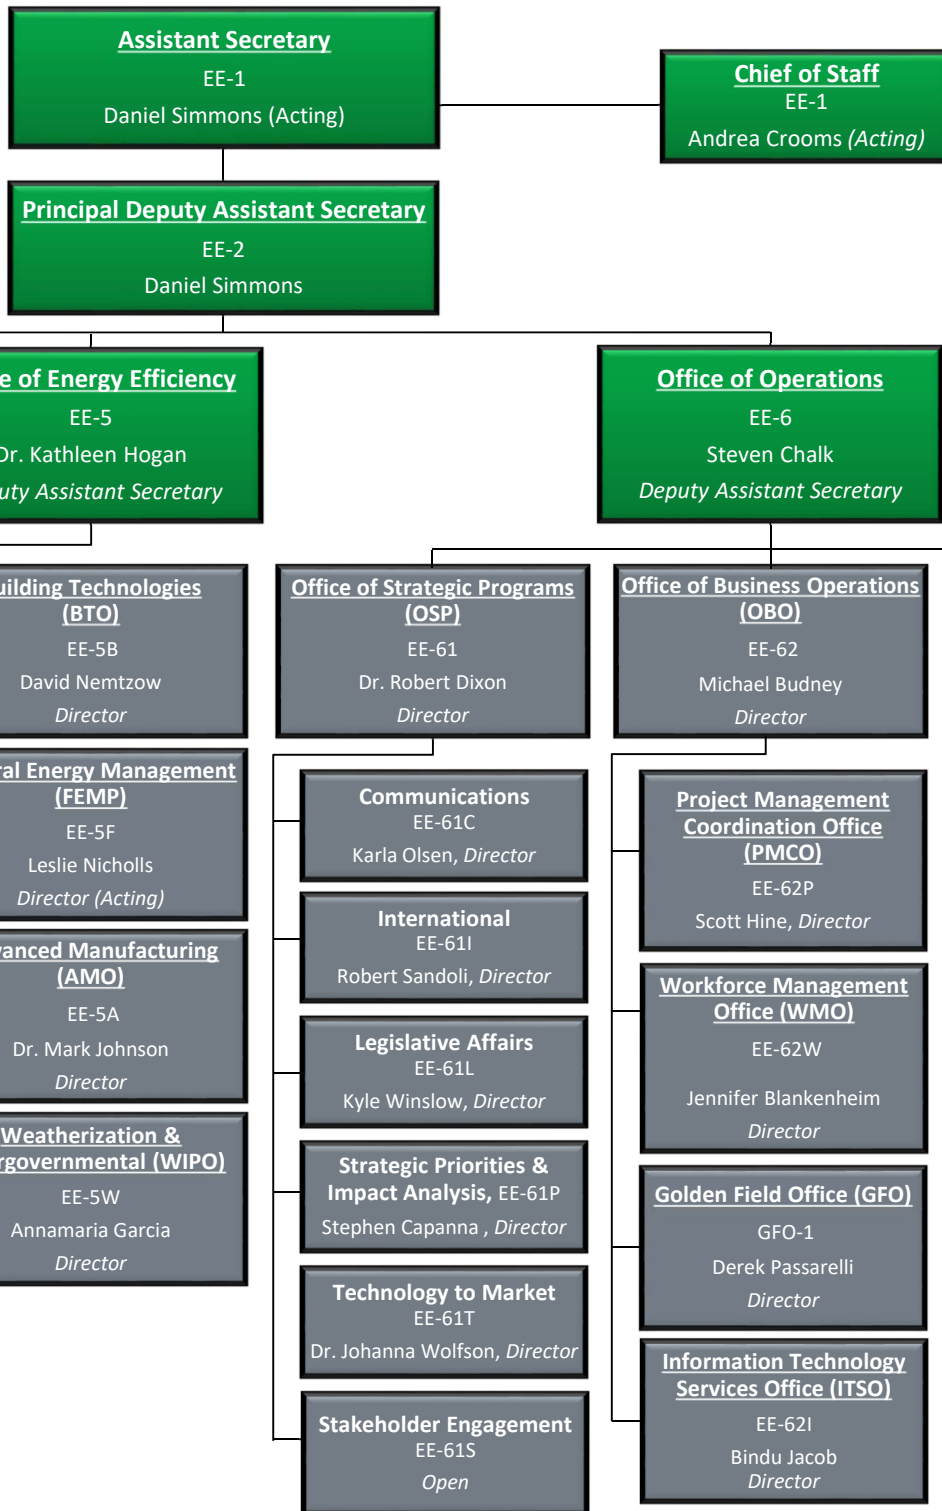 Assistant Secretary
EE-1
Daniel Simmons (Acting)
Chief of Staff
EE-1
Andrea Crooms (Acting)
Principal Deputy Assistant Secretary
EE-2
Daniel Simmons
e of Energy Efficiency
EE-5
Dr. Kathleen Hogan
uty Assistant Secretary
Office of Operations
EE-6
Steven Chalk
Deputy Assistant Secretary
uilding Technologies
(BTO)
EE-5B
David Nemtzow
Director
ral Energy Management
(FEMP)
EE-5F
Leslie Nicholls
Director (Acting)
vanced Manufacturing
(AMO)
EE-5A
Dr. Mark Johnson
Director
Weatherization &
rgovernmental (WIPO)
EE-5W
Annamaria Garcia
Director
Office of Strategic Programs
(OSP)
EE-61
Dr. Robert Dixon
Director
Communications
EE-61C
Karla Olsen, Director
International
EE-61I
Robert Sandoli, Director
Legislative Affairs
EE-61L
Kyle Winslow, Director
Strategic Priorities &
Impact Analysis, EE-61P
Stephen Capanna , Director
Technology to Market
EE-61T
Dr. Johanna Wolfson, Director
Stakeholder Engagement
EE-61S
Open
Office of Business Operations
(OBO)
EE-62
Michael Budney
Director
Project Management
Coordination Office
(PMCO)
EE-62P
Scott Hine, Director
Workforce Management
Office (WMO)
EE-62W
Jennifer Blankenheim
Director
Golden Field Office (GFO)
GFO-1
Derek Passarelli
Director
Information Technology
Services Office (ITSO)
EE-62I
Bindu Jacob
Director